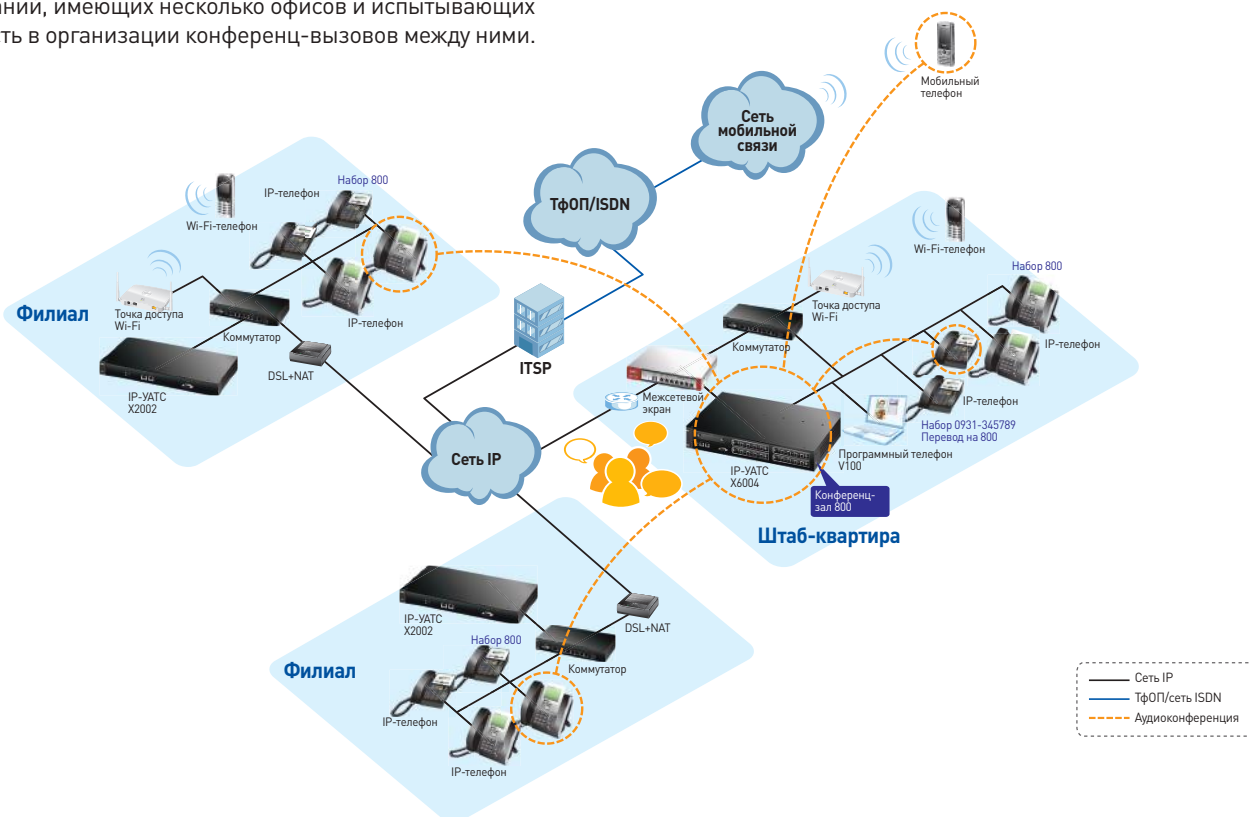 имеющих несколько офисов и испытывающих
в организации конференц-вызовов между ними.
Мобильный
телефон
Сеть
мобильной
связи
ТфОП/ISDN
Набор 800
IP-телефон
Wi-Fi-телефон
Точка доступа
Wi-Fi
IP-телефон
Филиал
Коммутатор
DSL+NAT
IP-УАТС
X2002
ITSP
Сеть IP
Wi-Fi-телефон
Набор 800
Точка доступа
Wi-Fi
Коммутатор
IP-телефон
Межсетевой
экран
IP-телефон
Набор 0931-345789
Перевод на 800
Программный телефон
V100
IP-УАТС
X6004
Конференц-
зал 800
Штаб-квартира
IP-УАТС
X2002
DSL+NAT
Набор 800
Коммутатор
Филиал
IP-телефон
IP-телефон
Сеть IP
ТфОП/сеть ISDN
Аудиоконференция